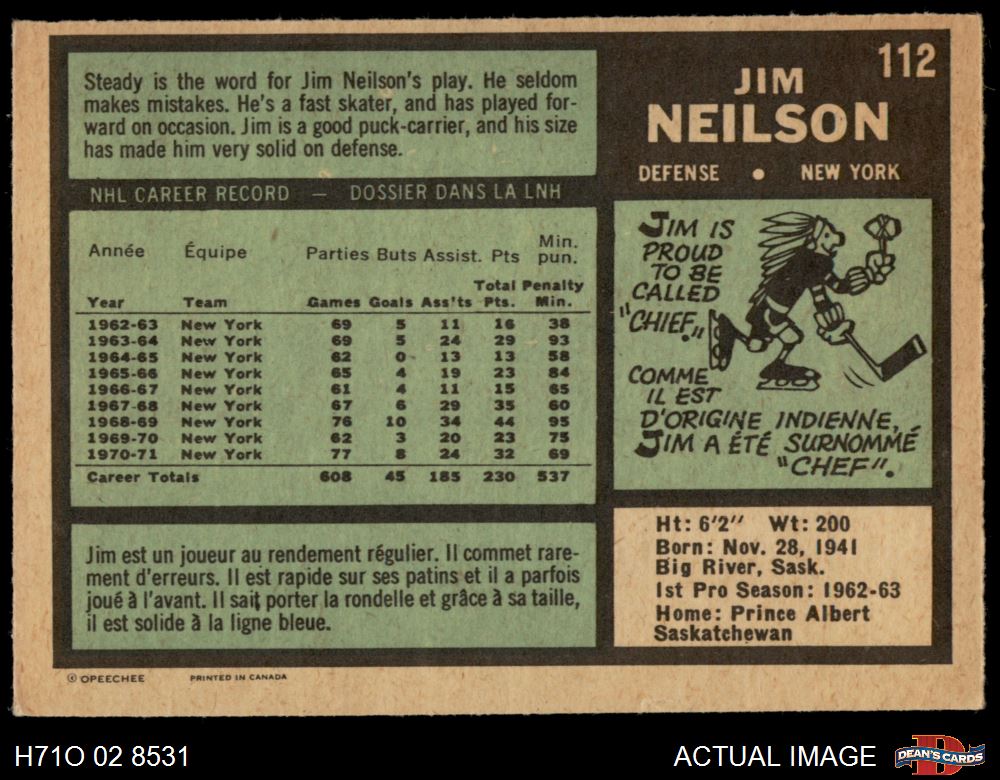 112
JIM
NEILSON
DEFENSE • NEW YORK
Steady is the word for Jim Neilson's play. He seldom
makes mistakes. He's a fast skater, and has played for-
ward on occasion. Jim is a good puck-carrier, and his size
has made him very solid on defense.
NHL CAREER RECORD — DOSSIER DANS LA LNH
Année Équipe Parties Buts Assist. Pts Min. pun.
Year Team Games Goals Ass'ts Total Pts. Penalty Min.
1962-63 New York 69 5 11 16 38
1963-64 New York 69 5 24 29 93
1964-65 New York 62 0 13 13 58
1965-66 New York 65 4 19 23 84
1966-67 New York 61 4 11 15 65
1967-68 New York 67 6 29 35 60
1968-69 New York 76 10 34 44 95
1969-70 New York 62 3 20 23 75
1970-71 New York 77 8 24 32 69
Career Totals 608 45 185 230 537
Jim est un joueur au rendement régulier. Il commet rare-
ment d'erreurs. Il est rapide sur ses patins et il a parfois
joué à l'avant. Il sait porter la rondelle et grâce à sa taille,
il est solide à la ligne bleue.
JIM IS
PROUD
TO BE
CALLED
"CHIEF,"
COMME
IL EST
D'ORIGINE INDIENNE,
JIM A ÉTÉ SURNOMMÉ
"CHEF".
Ht: 6'2" Wt: 200
Born: Nov. 28, 1941
Big River, Sask.
1st Pro Season: 1962-63
Home: Prince Albert
Saskatchewan
© OPEECHEE PRINTED IN CANADA
H71O 02 8531
ACTUAL IMAGE
D
DEAN'S CARDS